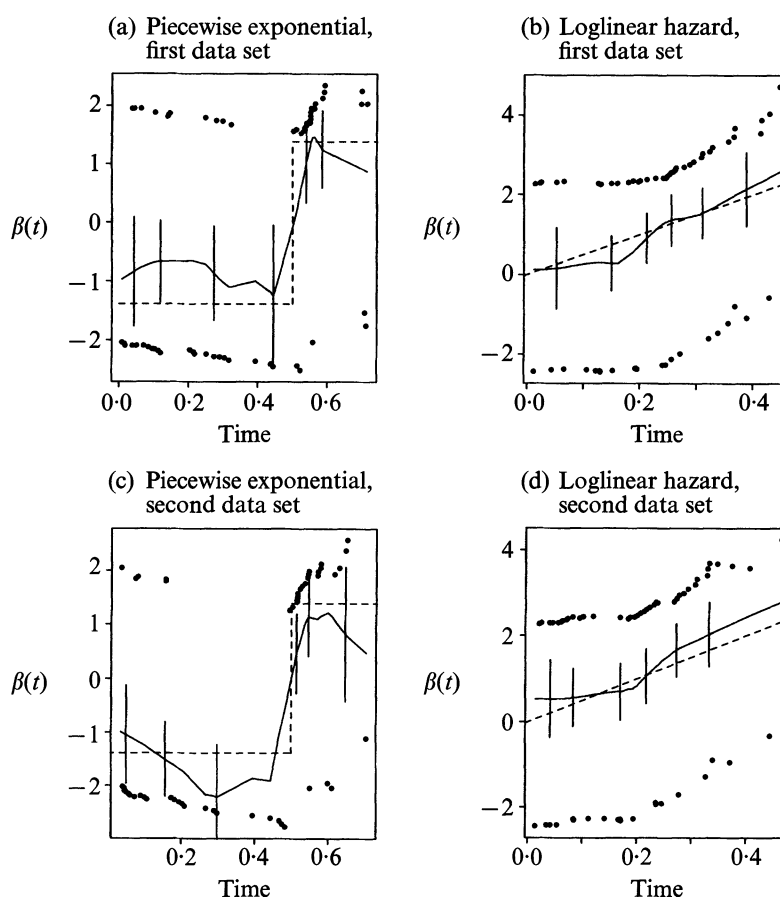 (a) Piecewise exponential,
first data set
2
1
0
−1
−2
β(t)
0·0 0·2 0·4 0·6
Time
(b) Loglinear hazard,
first data set
4
2
0
−2
β(t)
0·0 0·2 0·4
Time
(c) Piecewise exponential,
second data set
2
1
0
−1
−2
β(t)
0·2 0·4 0·6
Time
(d) Loglinear hazard,
second data set
4
2
0
−2
β(t)
0·0 0·2 0·4
Time